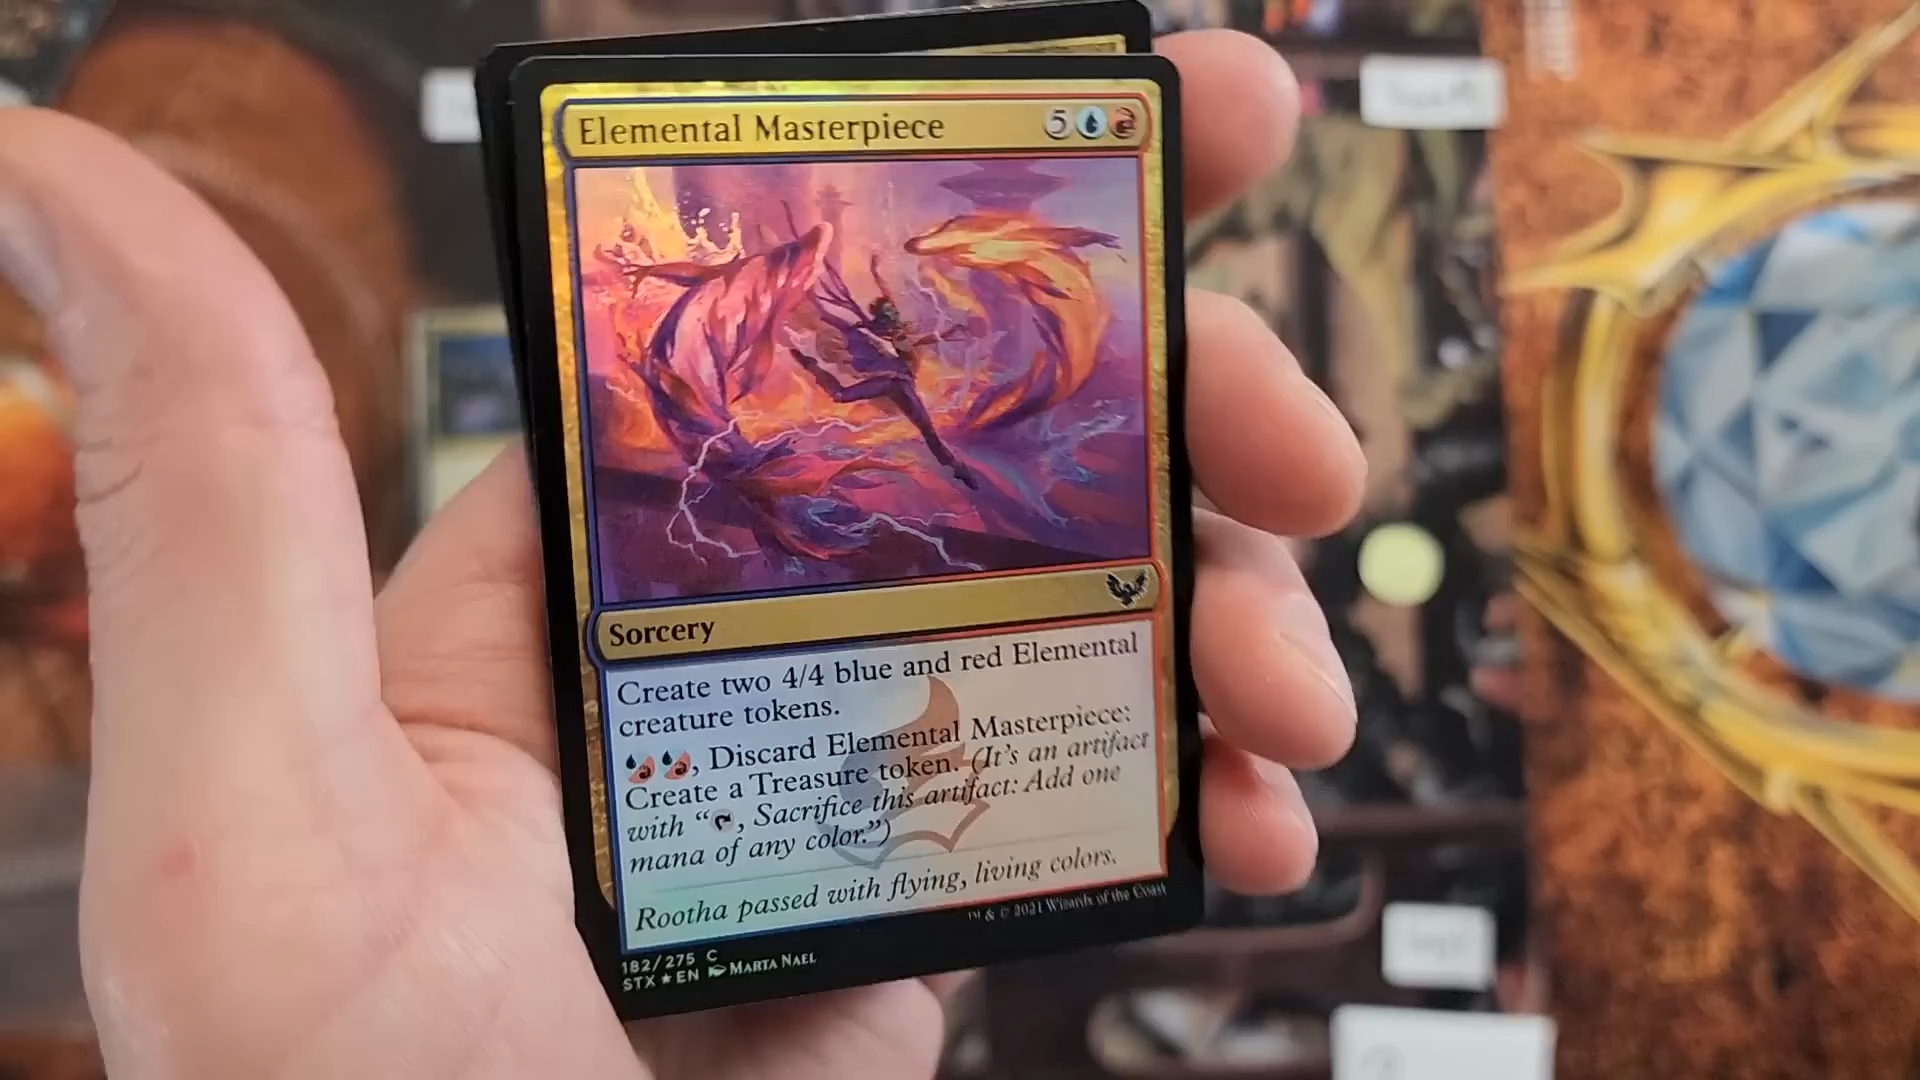 Elemental Masterpiece 5
Sorcery
Create two 4/4 blue and red Elemental
creature tokens.
, Discard Elemental Masterpiece:
Create a Treasure token. (It's an artifact
with “, Sacrifice this artifact: Add one
mana of any color.”)
Rootha passed with flying, living colors.
™ & © 2021 Wizards of the Coast
182/275 C
STX ★ EN MARTA NAEL